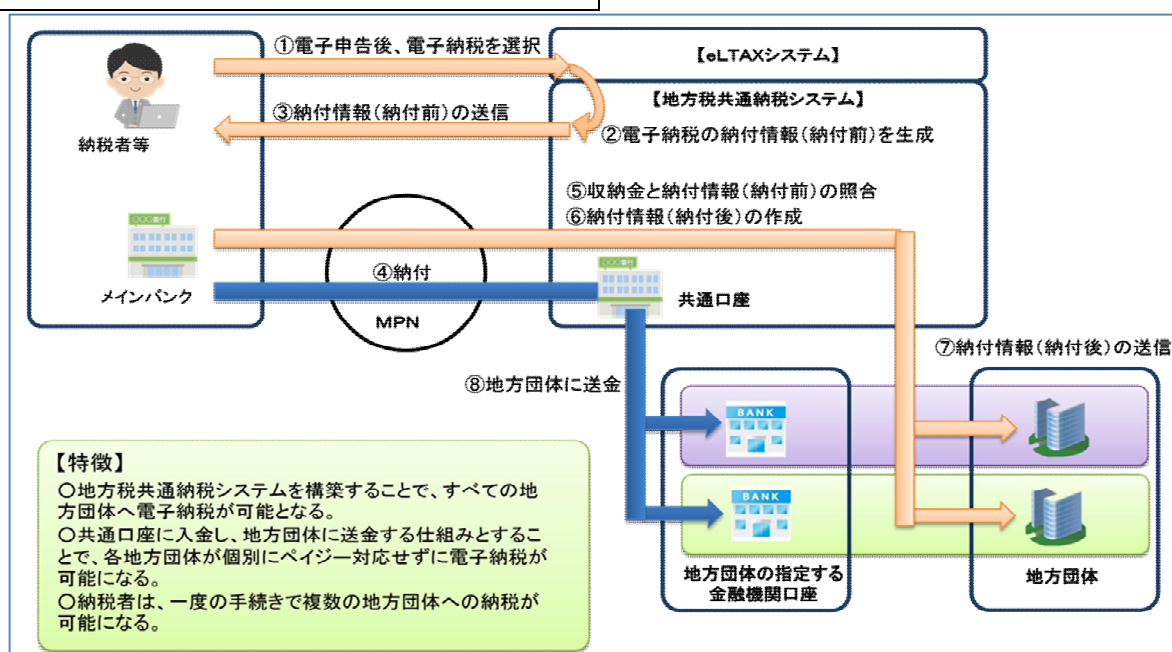 ①電子申告後、電子納税を選択
【eLTAXシステム】
【地方税共通納税システム】
③納付情報(納付前)の送信
②電子納税の納付情報(納付前)を生成
納税者等
⑤収納金と納付情報(納付前)の照合
⑥納付情報(納付後)の作成
〇〇〇銀行
④納付
〇〇〇銀行
メインバンク
共通口座
MPN
⑦納付情報(納付後)の送信
⑧地方団体に送金
BANK
BANK
地方団体の指定する
金融機関口座
地方団体
【特徴】
〇地方税共通納税システムを構築することで、すべての地
方団体へ電子納税が可能となる。
〇共通口座に入金し、地方団体に送金する仕組みとするこ
とで、各地方団体が個別にペイジー対応せずに電子納税が
可能になる。
〇納税者は、一度の手続きで複数の地方団体への納税が
可能になる。